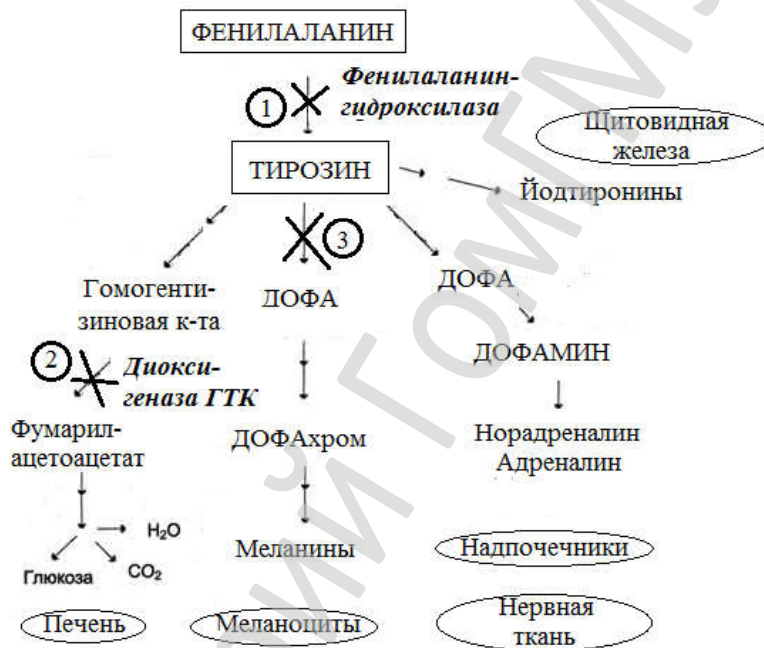 ФЕНИЛАЛАНИН
Фенилаланин-
гидроксилаза
1
Щитовидная
железа
ТИРОЗИН
Йодтиронины
3
Гомогенти-
зиновая к-та
ДОФА
ДОФА
2
Диокси-
геназа ГТК
ДОФАМИН
Фумарил-
ацетоацетат
ДОФАхром
Норадреналин
Адреналин
H₂O
Глюкоза
CO₂
Меланины
Надпочечники
Печень
Меланоциты
Нервная
ткань